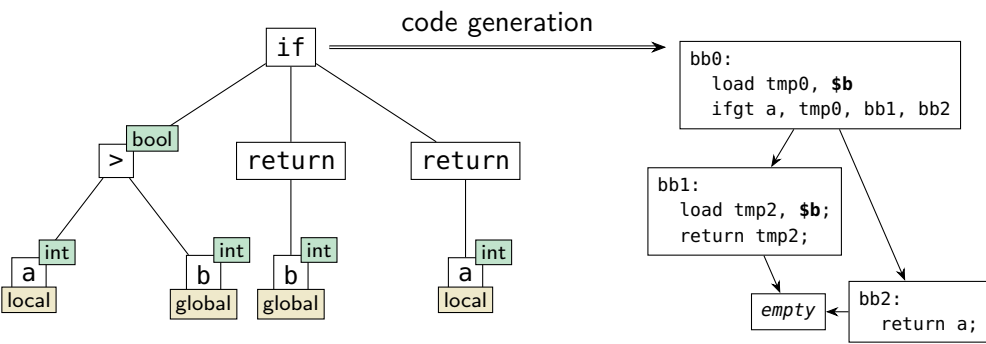 code generation
if
bool
>
return
return
int
a
local
int
b
global
int
b
global
int
a
local
bb0:
load tmp0, $b
ifgt a, tmp0, bb1, bb2
bb1:
load tmp2, $b;
return tmp2;
empty
bb2:
return a;